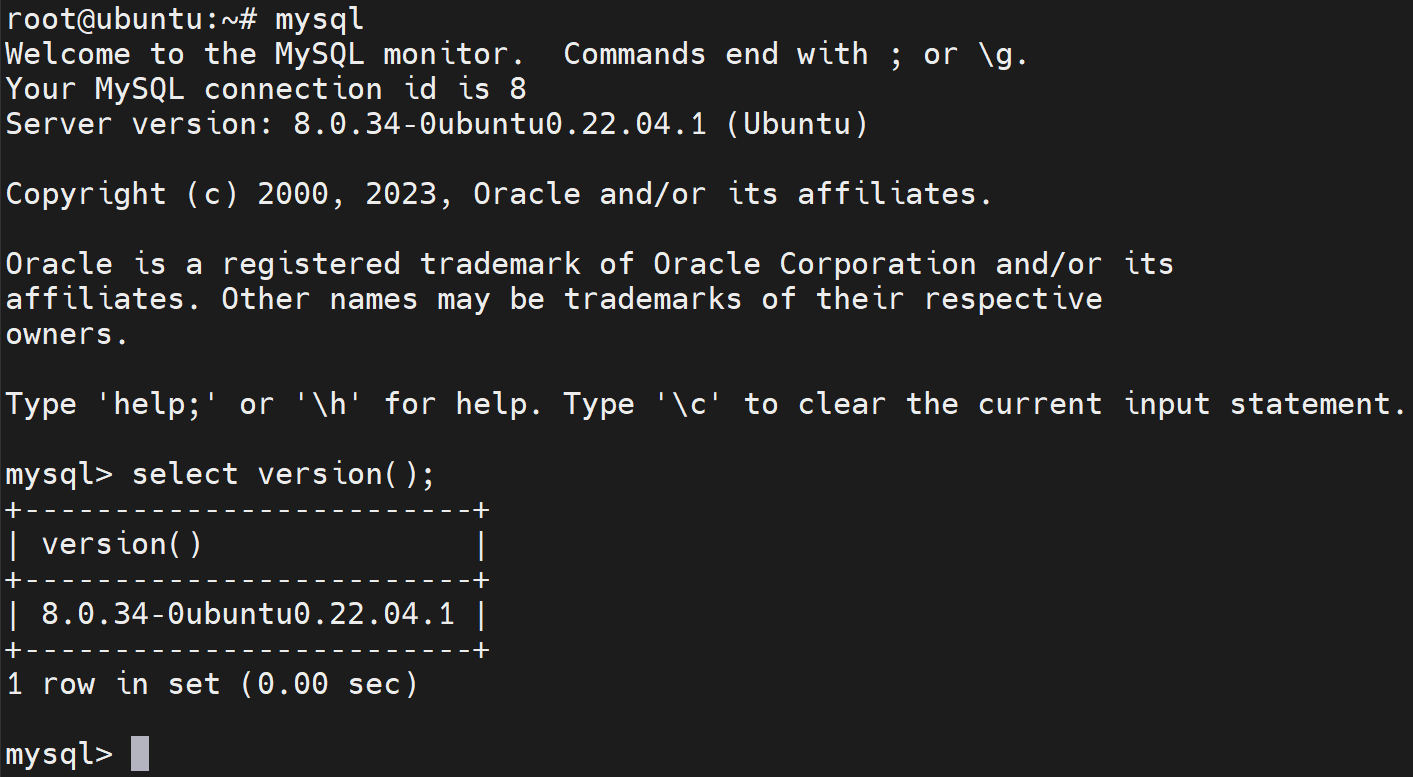 root@ubuntu:~# mysql
Welcome to the MySQL monitor.  Commands end with ; or \g.
Your MySQL connection id is 8
Server version: 8.0.34-0ubuntu0.22.04.1 (Ubuntu)
Copyright (c) 2000, 2023, Oracle and/or its affiliates.
Oracle is a registered trademark of Oracle Corporation and/or its
affiliates. Other names may be trademarks of their respective
owners.
Type 'help;' or '\h' for help. Type '\c' to clear the current input statement.
mysql> select version();
+-------------------------+
| version()               |
+-------------------------+
| 8.0.34-0ubuntu0.22.04.1 |
+-------------------------+
1 row in set (0.00 sec)
mysql>